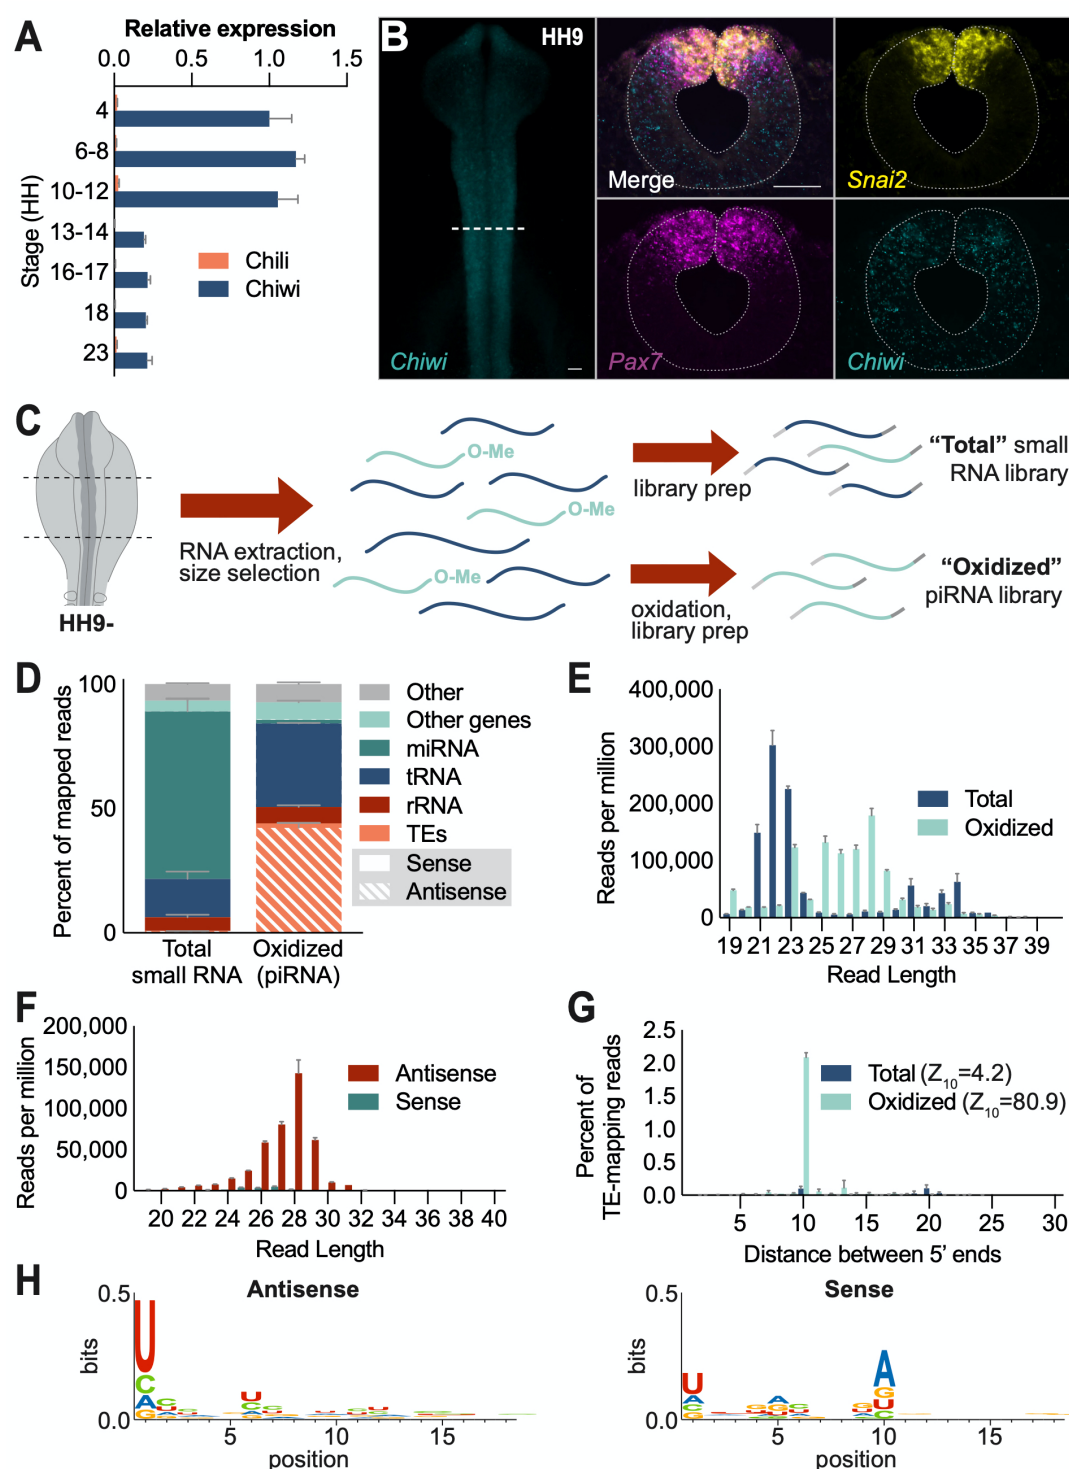 A
Relative expression
0.0 0.5 1.0 1.5
Stage (HH)
4
6-8
10-12
13-14
16-17
18
23
Chili
Chiwi
B
HH9
Chiwi
Merge
Snai2
Pax7
Chiwi
C
HH9-
RNA extraction,
size selection
O-Me
O-Me
O-Me
library prep
“Total” small
RNA library
oxidation,
library prep
“Oxidized”
piRNA library
D
Percent of mapped reads
100
50
0
Total
small RNA
Oxidized
(piRNA)
Other
Other genes
miRNA
tRNA
rRNA
TEs
Sense
Antisense
E
Reads per million
400,000
300,000
200,000
100,000
0
Total
Oxidized
19 21 23 25 27 29 31 33 35 37 39
Read Length
F
Reads per million
200,000
150,000
100,000
50,000
0
Antisense
Sense
20 22 24 26 28 30 32 34 36 38 40
Read Length
G
Percent of
TE-mapping reads
2.5
2.0
1.5
1.0
0.5
0.0
Total (Z10=4.2)
Oxidized (Z10=80.9)
5 10 15 20 25 30
Distance between 5’ ends
H
Antisense
0.5
bits
0.0
U
C
A
G
U
C
5 10 15
position
Sense
0.5
bits
0.0
U
A
C
G
A
G
U
C
5 10 15
position